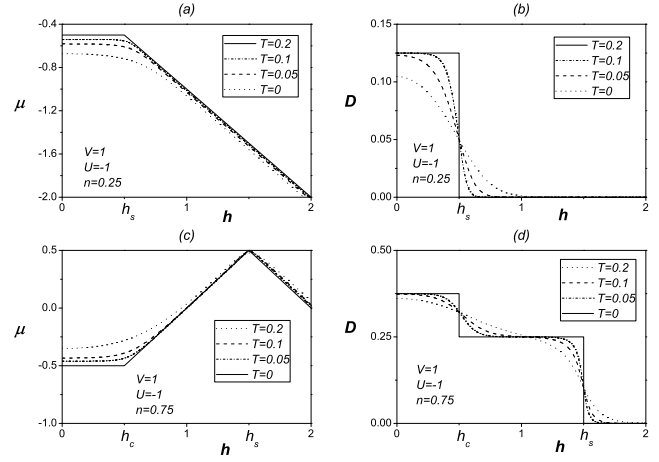 (a)
-0.4
-0.8
-1.2
-1.6
-2.0
μ
T=0.2
T=0.1
T=0.05
T=0
V=1
U=-1
n=0.25
0
h_s
1
h
2
(b)
0.15
0.10
0.05
0.00
D
T=0.2
T=0.1
T=0.05
T=0
V=1
U=-1
n=0.25
0
h_s
h
1
2
(c)
0.5
0.0
-0.5
-1.0
μ
T=0.2
T=0.1
T=0.05
T=0
V=1
U=-1
n=0.75
0
h_c
1
h
h_s
2
(d)
0.50
0.25
0.00
D
T=0.2
T=0.1
T=0.05
T=0
V=1
U=-1
n=0.75
0
h_c
1
h
h_s
2